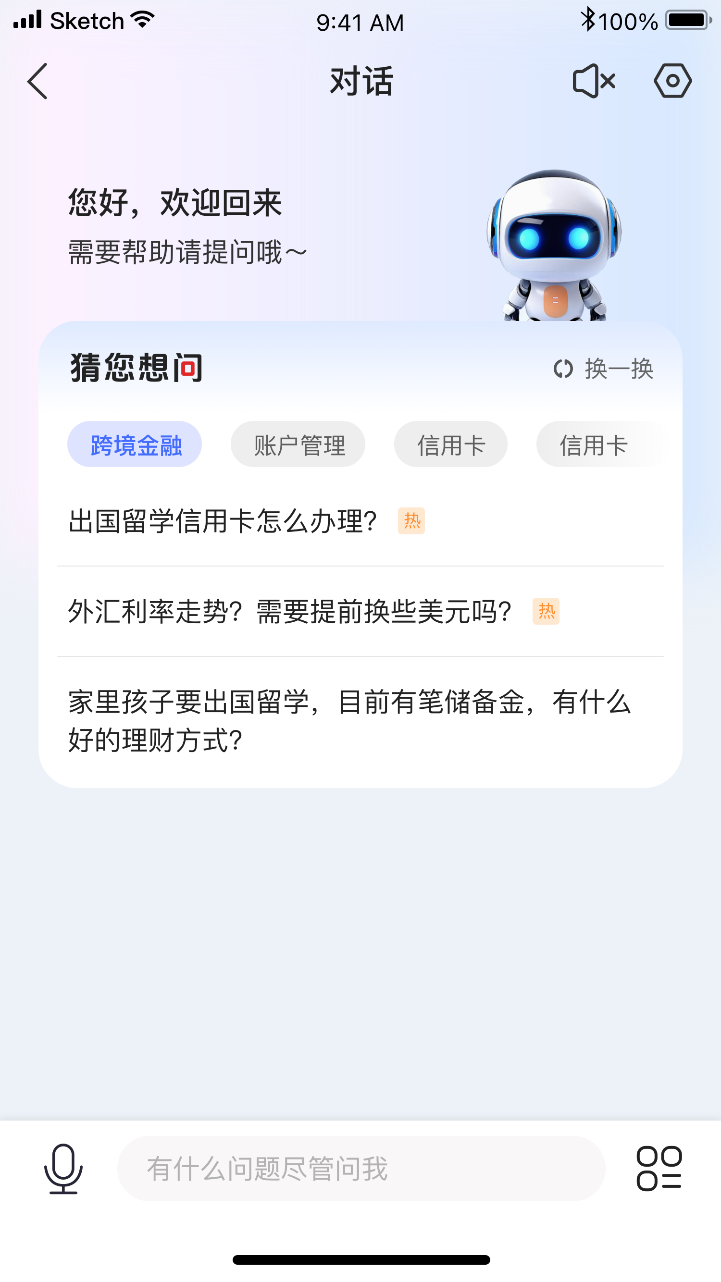 Sketch 9:41 AM 100%
对话
您好，欢迎回来
需要帮助请提问哦～
猜您想问 换一换
跨境金融 账户管理 信用卡 信用卡
出国留学信用卡怎么办理？ 热
外汇利率走势？需要提前换些美元吗？ 热
家里孩子要出国留学，目前有笔储备金，有什么
好的理财方式？
有什么问题尽管问我